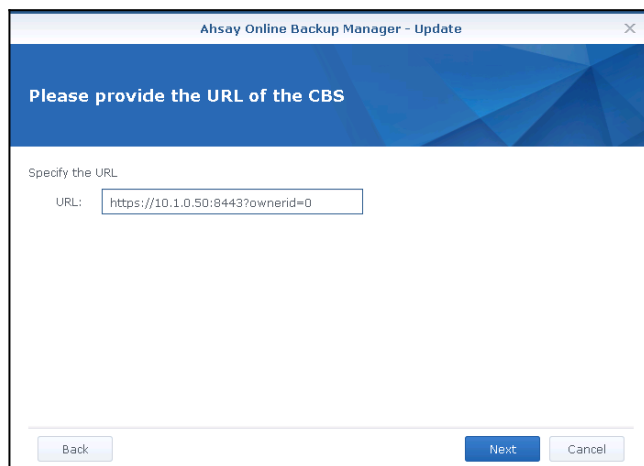 Ahsay Online Backup Manager - Update
Please provide the URL of the CBS
Specify the URL
URL: https://10.1.0.50:8443?ownerid=0
Back Next Cancel